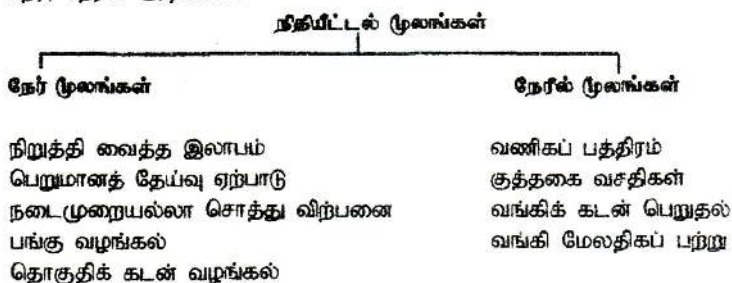 நிதியீட்டல் மூலங்கள்
நேர் மூலங்கள்
நிறுத்தி வைத்த இலாபம்
பெறுமானத் தேய்வு ஏற்பாடு
நடைமுறையல்லா சொத்து விற்பனை
பங்கு வழங்கல்
தொகுதிக் கடன் வழங்கல்
நேரில் மூலங்கள்
வணிகப் பத்திரம்
குத்தகை வசதிகள்
வங்கிக் கடன் பெறுதல்
வங்கி மேலதிகப் பற்று